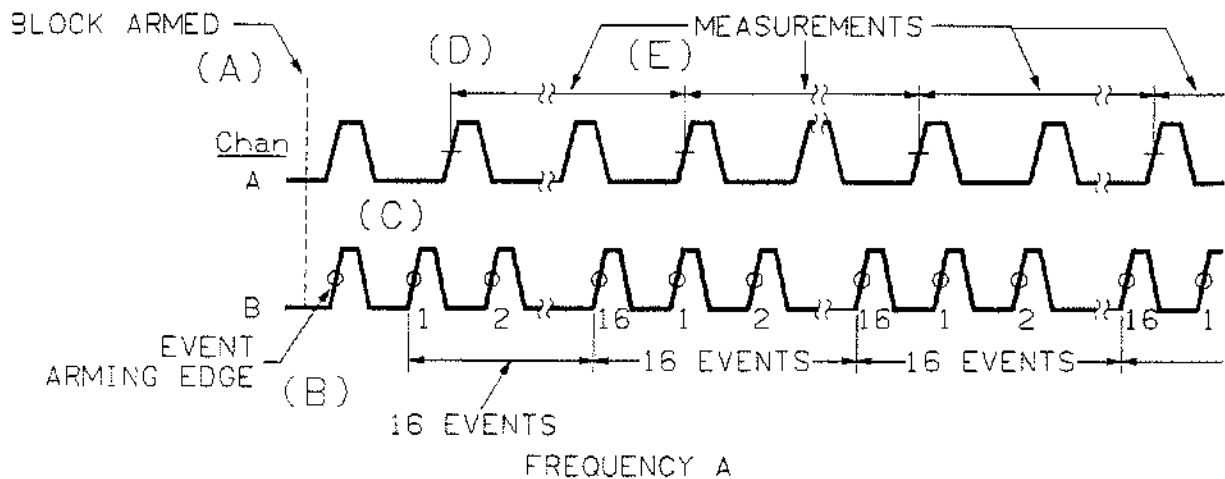 BLOCK ARMED
MEASUREMENTS
(A)
(D)
(E)
Chan
A
(C)
B
1 2 16 1 2 16 1 2 16 1
EVENT
ARMING EDGE
(B)
16 EVENTS 16 EVENTS
16 EVENTS
FREQUENCY A